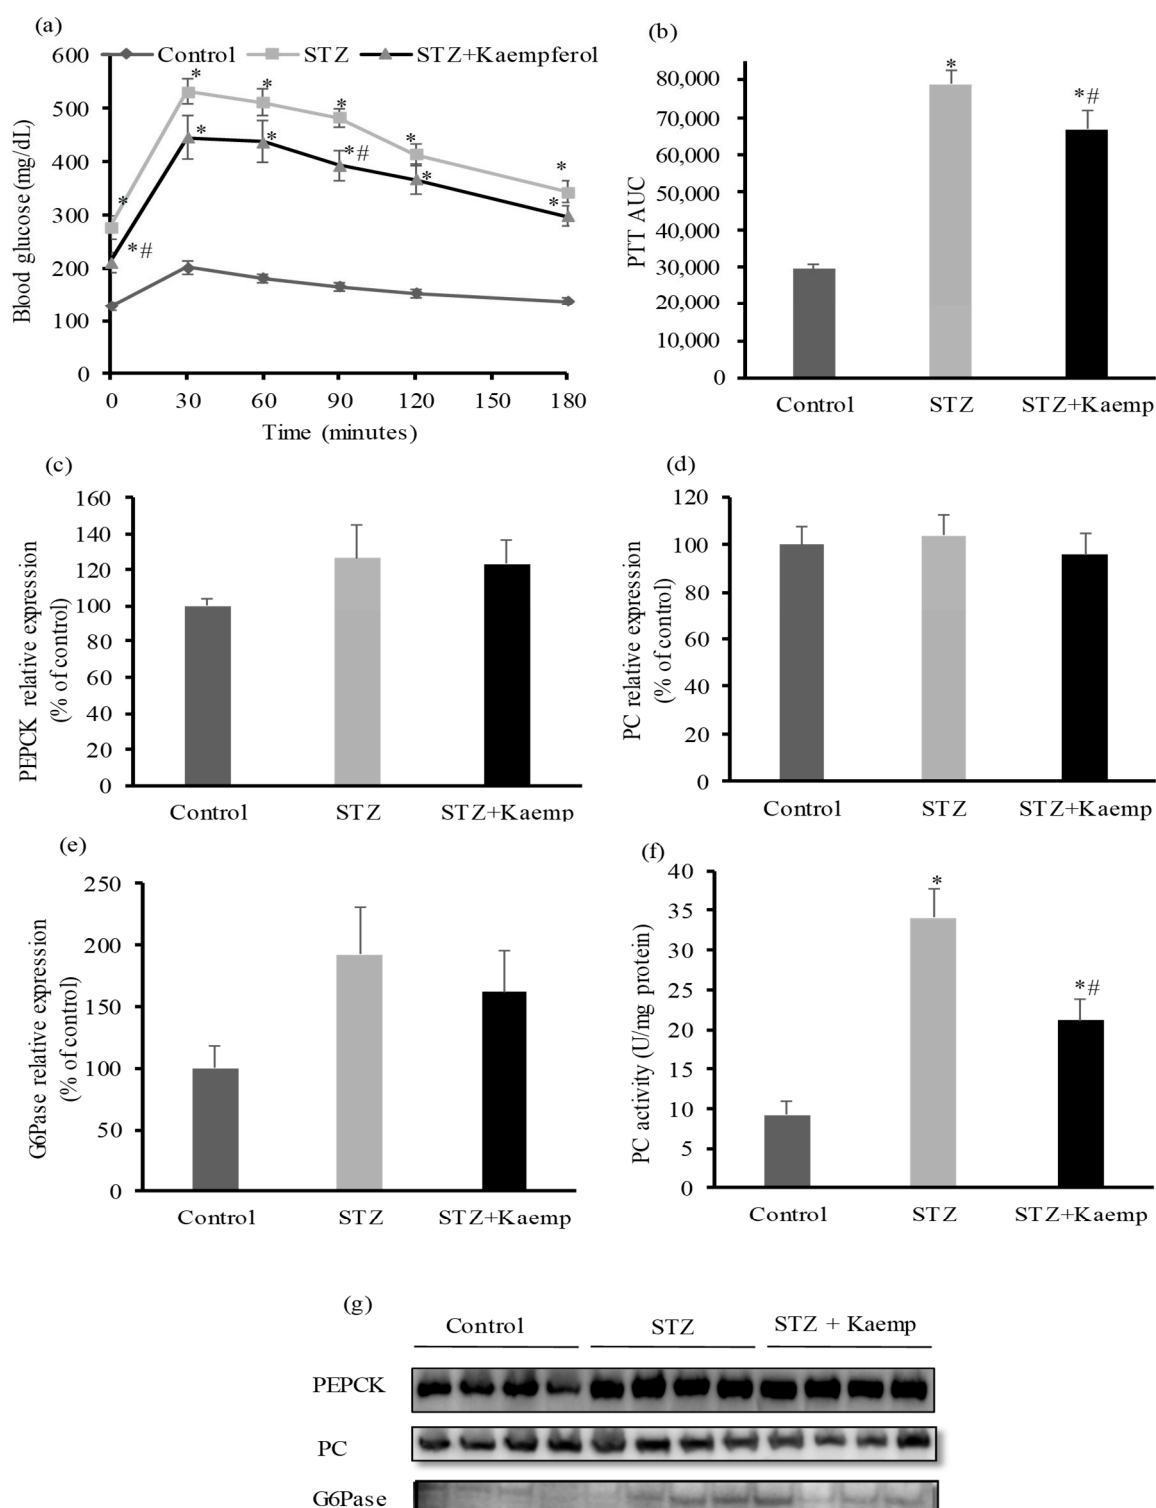 (a)
Control STZ STZ+Kaempferol
Blood glucose (mg/dL)
600
500
400
300
200
100
0
* * * * * *
*# * * *# * *
0 30 60 90 120 150 180
Time (minutes)
(b)
PTT AUC
80,000
70,000
60,000
50,000
40,000
30,000
20,000
10,000
0
* *#
Control STZ STZ+Kaemp
(c)
PEPCK relative expression
(% of control)
160
140
120
100
80
60
40
20
0
Control STZ STZ+Kaemp
(d)
PC relative expression
(% of control)
120
100
80
60
40
20
0
Control STZ STZ+Kaemp
(e)
G6Pase relative expression
(% of control)
250
200
150
100
50
0
Control STZ STZ+Kaemp
(f)
PC activity (U/mg protein)
40
35
30
25
20
15
10
5
0
* *#
Control STZ STZ+Kaemp
(g)
Control STZ STZ + Kaemp
PEPCK
PC
G6Pase